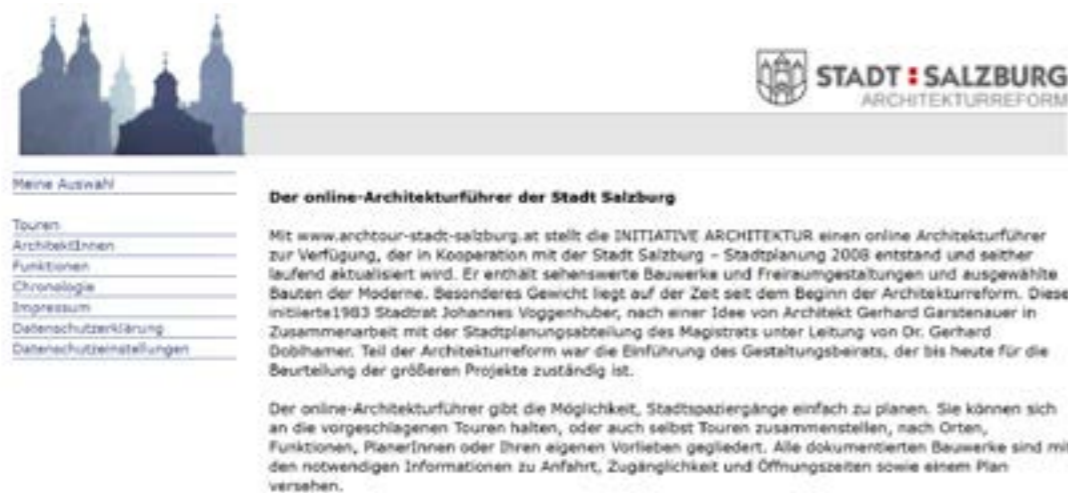 STADT:SALZBURG
ARCHITEKTURREFORM
Meine Auswahl
Touren
ArchitektInnen
Funktionen
Chronologie
Impressum
Datenschutzerklärung
Datenschutzeinstellungen
Der online-Architekturführer der Stadt Salzburg
Mit www.archtour-stadt-salzburg.at stellt die INITIATIVE ARCHITEKTUR einen online Architekturführer
zur Verfügung, der in Kooperation mit der Stadt Salzburg – Stadtplanung 2008 entstand und seither
laufend aktualisiert wird. Er enthält sehenswerte Bauwerke und Freiraumgestaltungen und ausgewählte
Bauten der Moderne. Besonderes Gewicht liegt auf der Zeit seit dem Beginn der Architekturreform. Diese
initiierte1983 Stadtrat Johannes Voggenhuber, nach einer Idee von Architekt Gerhard Garstenauer in
Zusammenarbeit mit der Stadtplanungsabteilung des Magistrats unter Leitung von Dr. Gerhard
Doblhamer. Teil der Architekturreform war die Einführung des Gestaltungsbeirats, der bis heute für die
Beurteilung der größeren Projekte zuständig ist.
Der online-Architekturführer gibt die Möglichkeit, Stadtspaziergänge einfach zu planen. Sie können sich
an die vorgeschlagenen Touren halten, oder auch selbst Touren zusammenstellen, nach Orten,
Funktionen, PlanerInnen oder Ihren eigenen Vorlieben gegliedert. Alle dokumentierten Bauwerke sind mit
den notwendigen Informationen zu Anfahrt, Zugänglichkeit und Öffnungszeiten sowie einem Plan
versehen.